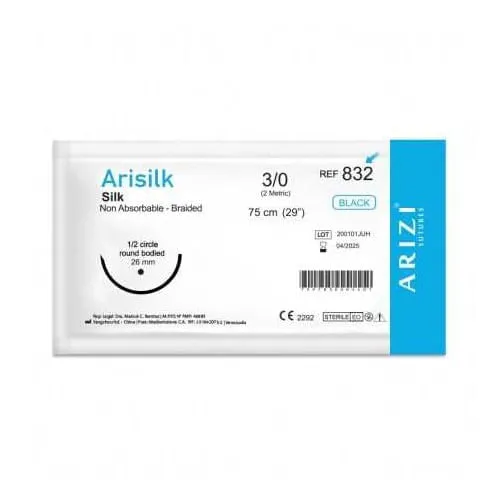 Arisilk
Silk
Non Absorbable - Braided
1/2 circle
round bodied
26 mm
3/0
(2 Metric)
75 cm (29")
REF 832
BLACK
LOT 200101JUH
04/2025
CE 2292
STERILE EO
ARIZI
SUTURES